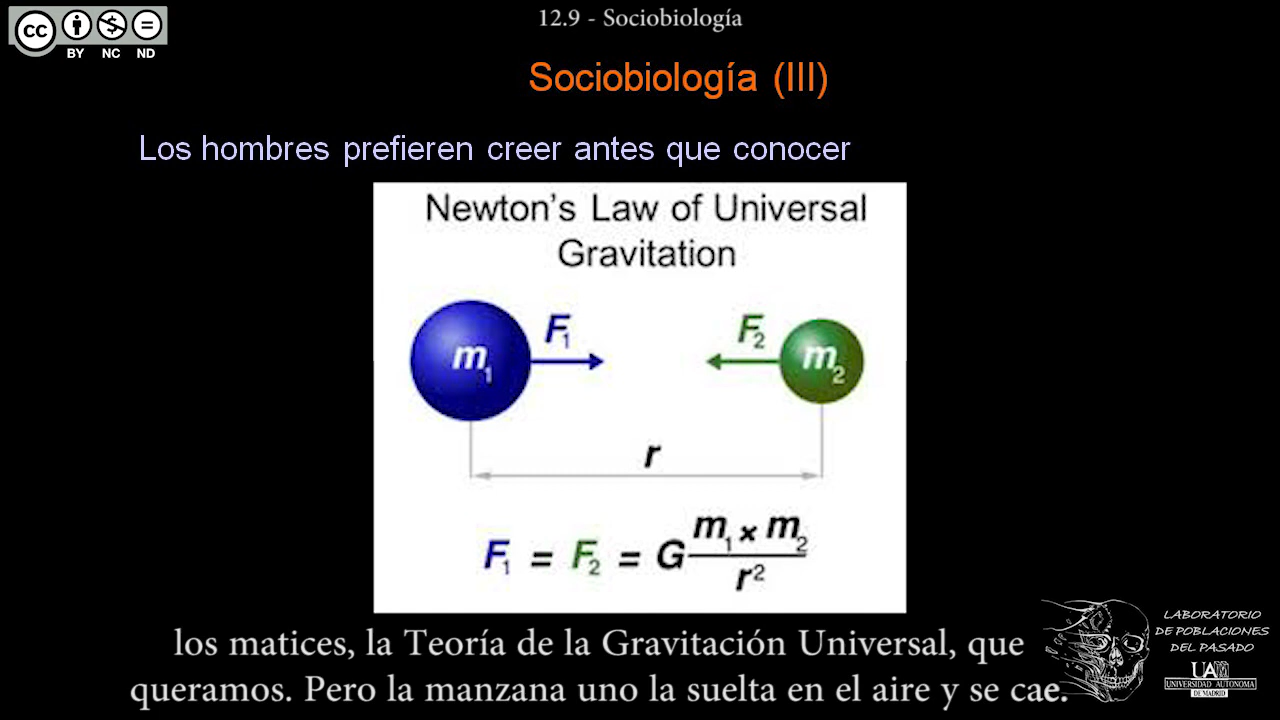 12.9 - Sociobiología
cc
BY NC ND
Sociobiología (III)
Los hombres prefieren creer antes que conocer
Newton's Law of Universal
Gravitation
F₁ F₂
m₁ m₂
r
F₁ = F₂ = G m₁ × m₂ / r²
los matices, la Teoría de la Gravitación Universal, que
queramos. Pero la manzana uno la suelta en el aire y se cae.
LABORATORIO
DE POBLACIONES
DEL PASADO
UAM
UNIVERSIDAD AUTONOMA
DE MADRID